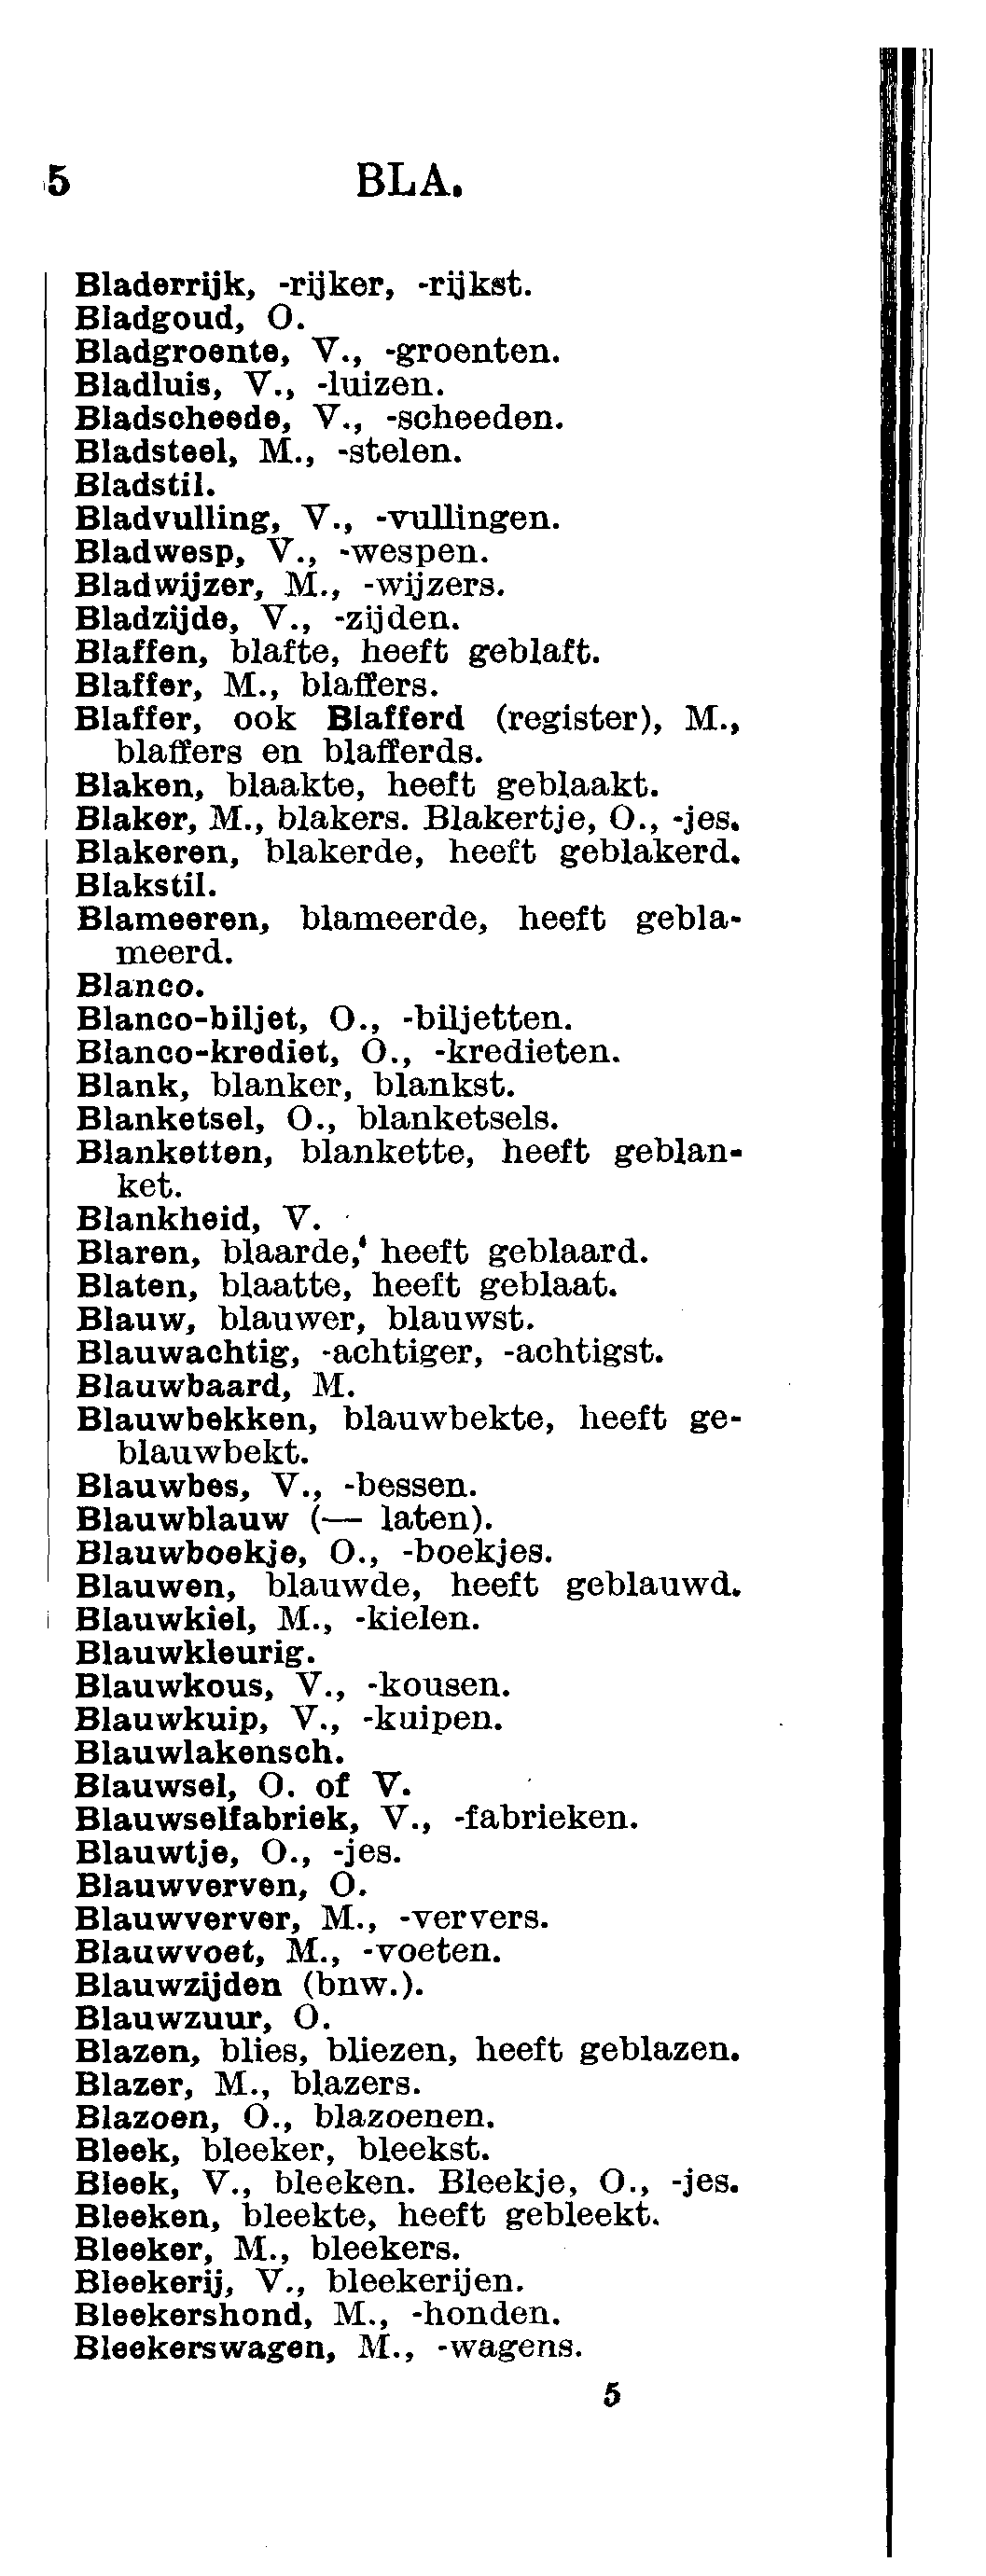 5 BLA.
Bladerrijk, -rijker, -rijkst.
Bladgoud, O.
Bladgroente, V., -groenten.
Bladluis, V., -luizen.
Bladscheede, V., -scheeden.
Bladsteel, M., -stelen.
Bladstil.
Bladvulling, V., -vullingen.
Bladwesp, V., -wespen.
Bladwijzer, M., -wijzers.
Bladzijde, V., -zijden.
Blaffen, blafte, heeft geblaft.
Blaffer, M., blaffers.
Blaffer, ook Blafferd (register), M.,
blaffers en blafferds.
Blaken, blaakte, heeft geblaakt.
Blaker, M., blakers. Blakertje, O., -jes.
Blakeren, blakerde, heeft geblakerd.
Blakstil.
Blameeren, blameerde, heeft gebla-
meerd.
Blanco.
Blanco-biljet, O., -biljetten.
Blanco-krediet, O., -kredieten.
Blank, blanker, blankst.
Blanketsel, O., blanketsels.
Blanketten, blankette, heeft geblan-
ket.
Blankheid, V.
Blaren, blaarde, heeft geblaard.
Blaten, blaatte, heeft geblaat.
Blauw, blauwer, blauwst.
Blauwachtig, -achtiger, -achtigst.
Blauwbaard, M.
Blauwbekken, blauwbekte, heeft ge-
blauwbekt.
Blauwbes, V., -bessen.
Blauwblauw (— laten).
Blauwboekje, O., -boekjes.
Blauwen, blauwde, heeft geblauwd.
Blauwkiel, M., -kielen.
Blauwkleurig.
Blauwkous, V., -kousen.
Blauwkuip, V., -kuipen.
Blauwlakensch.
Blauwsel, O. of V.
Blauwselfabriek, V., -fabrieken.
Blauwtje, O., -jes.
Blauwverven, O.
Blauwverver, M., -ververs.
Blauwvoet, M., -voeten.
Blauwzijden (bnw.).
Blauwzuur, O.
Blazen, blies, bliezen, heeft geblazen.
Blazer, M., blazers.
Blazoen, O., blazoenen.
Bleek, bleeker, bleekst.
Bleek, V., bleeken. Bleekje, O., -jes.
Bleeken, bleekte, heeft gebleekt.
Bleeker, M., bleekers.
Bleekerij, V., bleekerijen.
Bleekershond, M., -honden.
Bleekerswagen, M., -wagens.
5